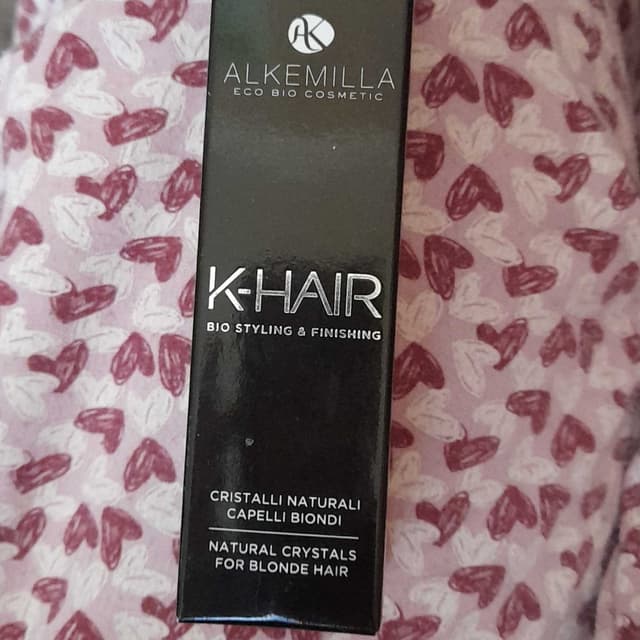 AK
ALKEMILLA
ECO BIO COSMETIC
K-HAIR
BIO STYLING & FINISHING
CRISTALLI NATURALI
CAPELLI BIONDI
NATURAL CRYSTALS
FOR BLONDE HAIR